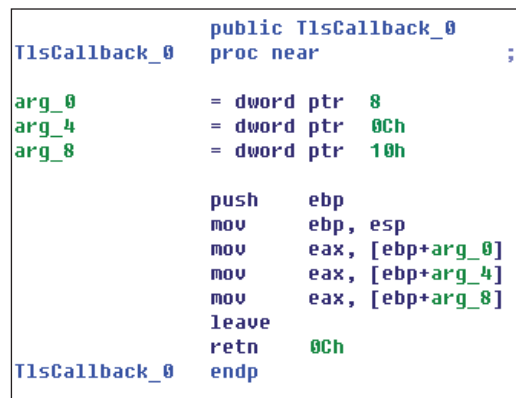 public TlsCallback_0
TlsCallback_0 proc near ;
arg_0 = dword ptr 8
arg_4 = dword ptr 0Ch
arg_8 = dword ptr 10h
push ebp
mov ebp, esp
mov eax, [ebp+arg_0]
mov eax, [ebp+arg_4]
mov eax, [ebp+arg_8]
leave
retn 0Ch
TlsCallback_0 endp